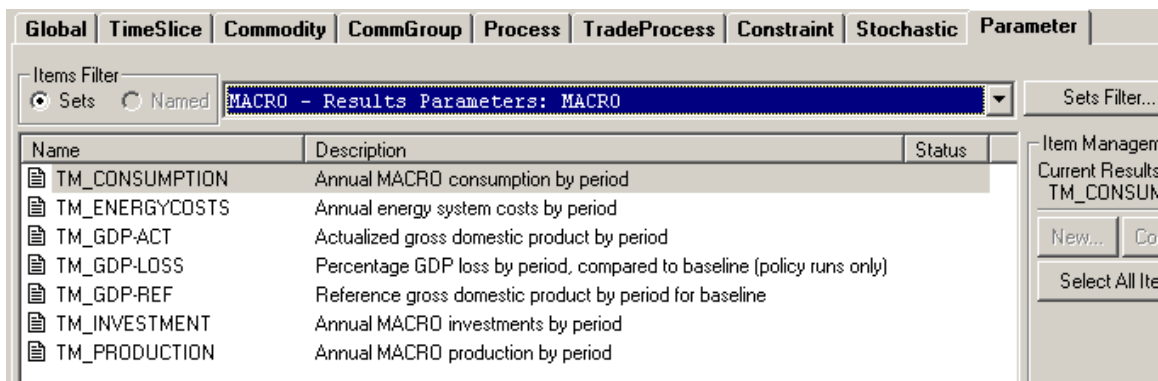 Global TimeSlice Commodity CommGroup Process TradeProcess Constraint Stochastic Parameter
Items Filter
Sets Named MACRO - Results Parameters: MACRO Sets Filter...
Name Description Status Item Managem
TM_CONSUMPTION Annual MACRO consumption by period Current Results
TM_CONSUM
TM_ENERGYCOSTS Annual energy system costs by period
TM_GDP-ACT Actualized gross domestic product by period New... Co
TM_GDP-LOSS Percentage GDP loss by period, compared to baseline (policy runs only)
TM_GDP-REF Reference gross domestic product by period for baseline Select All Ite
TM_INVESTMENT Annual MACRO investments by period
TM_PRODUCTION Annual MACRO production by period